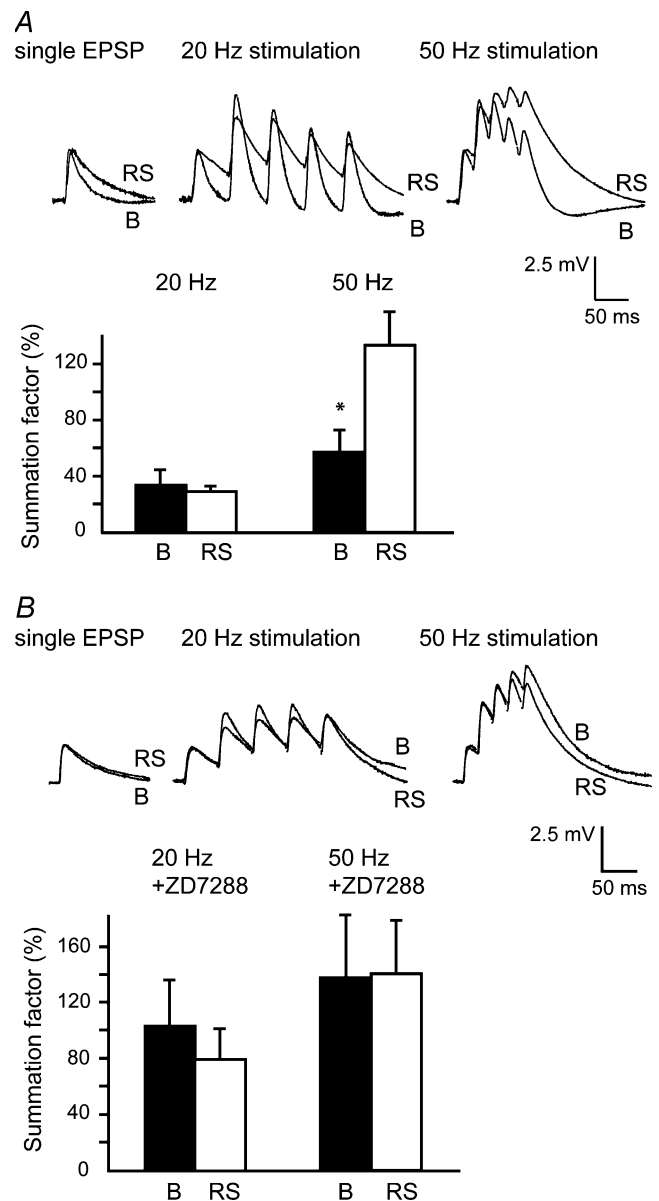 A
single EPSP 20 Hz stimulation 50 Hz stimulation
RS
B
RS
B
RS
B
2.5 mV
50 ms
20 Hz 50 Hz
Summation factor (%)
120
80
40
0
*
B RS B RS
B
single EPSP 20 Hz stimulation 50 Hz stimulation
RS
B
B
RS
B
RS
2.5 mV
50 ms
20 Hz 50 Hz
+ZD7288 +ZD7288
Summation factor (%)
160
120
80
40
0
B RS B RS